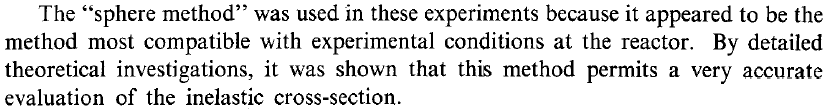 The “sphere method” was used in these experiments because it appeared to be the
method most compatible with experimental conditions at the reactor. By detailed
theoretical investigations, it was shown that this method permits a very accurate
evaluation of the inelastic cross-section.